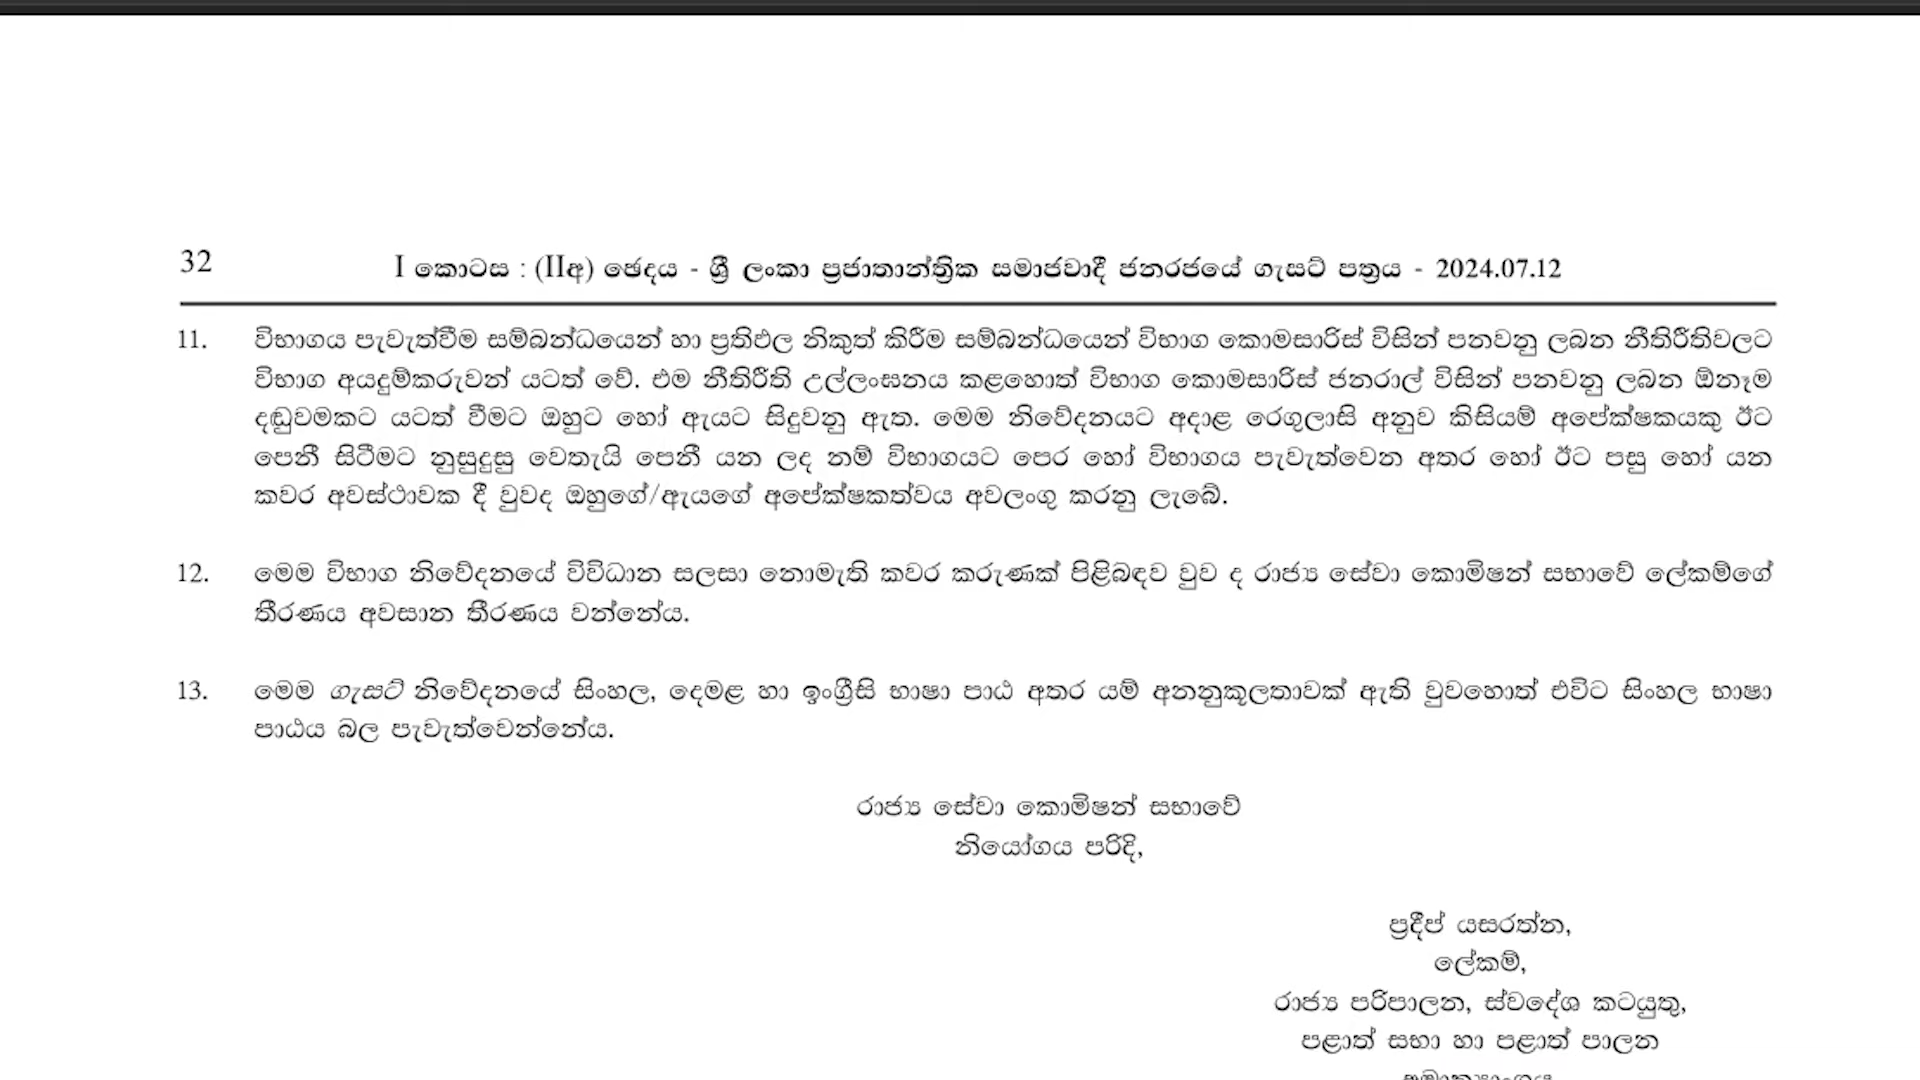 32
I කොටස : (IIඅ) ඡෙදය - ශ්‍රී ලංකා ප්‍රජාතාන්ත්‍රික සමාජවාදී ජනරජයේ ගැසට් පත්‍රය - 2024.07.12
11. විභාගය පැවැත්වීම සම්බන්ධයෙන් හා ප්‍රතිඵල නිකුත් කිරීම සම්බන්ධයෙන් විභාග කොමසාරිස් විසින් පනවනු ලබන නීතිරීතිවලට
විභාග අයදුම්කරුවන් යටත් වේ. එම නීතිරීති උල්ලංඝනය කළහොත් විභාග කොමසාරිස් ජනරාල් විසින් පනවනු ලබන ඕනෑම
දඬුවමකට යටත් වීමට ඔහුට හෝ ඇයට සිදුවනු ඇත. මෙම නිවේදනයට අදාළ රෙගුලාසි අනුව කිසියම් අපේක්ෂකයකු ඊට
පෙනී සිටීමට නුසුදුසු වෙතැයි පෙනී යන ලද නම් විභාගයට පෙර හෝ විභාගය පැවැත්වෙන අතර හෝ ඊට පසු හෝ යන
කවර අවස්ථාවක දී වුවද ඔහුගේ/ඇයගේ අපේක්ෂකත්වය අවලංගු කරනු ලැබේ.
12. මෙම විභාග නිවේදනයේ විවිධාන සලසා නොමැති කවර කරුණක් පිළිබඳව වුව ද රාජ්‍ය සේවා කොමිෂන් සභාවේ ලේකම්ගේ
තීරණය අවසාන තීරණය වන්නේය.
13. මෙම ගැසට් නිවේදනයේ සිංහල, දෙමළ හා ඉංග්‍රීසි භාෂා පාඨ අතර යම් අනනුකූලතාවක් ඇති වුවහොත් එවිට සිංහල භාෂා
පාඨය බල පැවැත්වෙන්නේය.
රාජ්‍ය සේවා කොමිෂන් සභාවේ
නියෝගය පරිදි,
ප්‍රදීප් යසරත්න,
ලේකම්,
රාජ්‍ය පරිපාලන, ස්වදේශ කටයුතු,
පළාත් සභා හා පළාත් පාලන